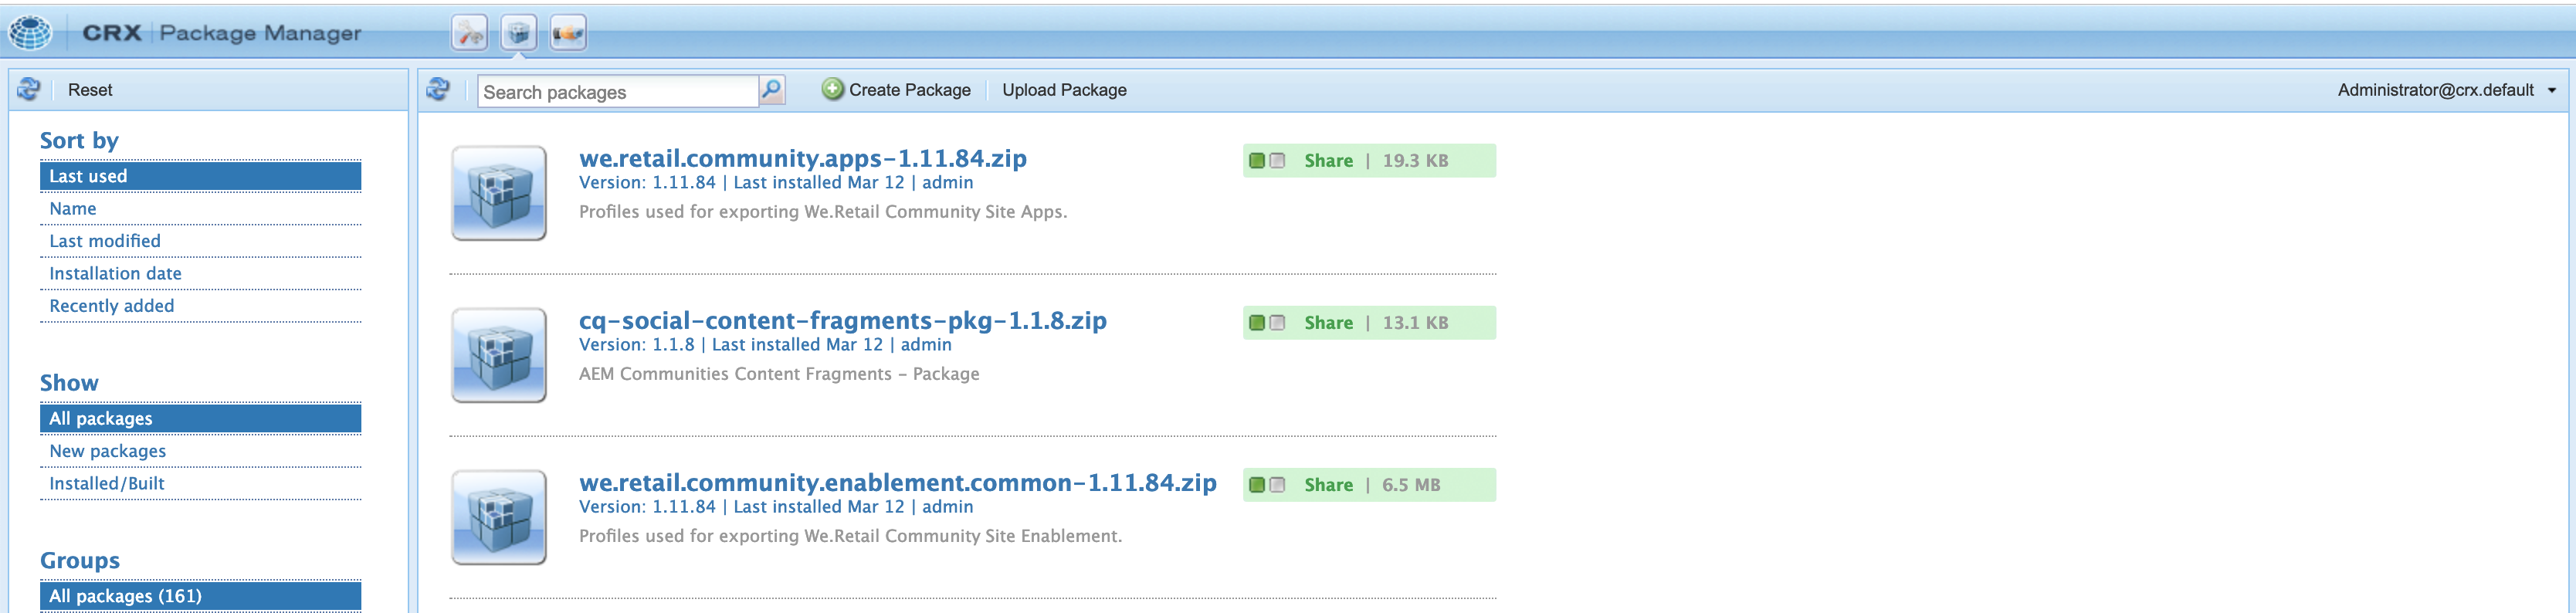 CRX | Package Manager
Reset
Sort by
Last used
Name
Last modified
Installation date
Recently added
Show
All packages
New packages
Installed/Built
Groups
All packages (161)
Search packages
Create Package
Upload Package
Administrator@crx.default
we.retail.community.apps-1.11.84.zip
Share | 19.3 KB
Version: 1.11.84 | Last installed Mar 12 | admin
Profiles used for exporting We.Retail Community Site Apps.
cq-social-content-fragments-pkg-1.1.8.zip
Share | 13.1 KB
Version: 1.1.8 | Last installed Mar 12 | admin
AEM Communities Content Fragments - Package
we.retail.community.enablement.common-1.11.84.zip
Share | 6.5 MB
Version: 1.11.84 | Last installed Mar 12 | admin
Profiles used for exporting We.Retail Community Site Enablement.